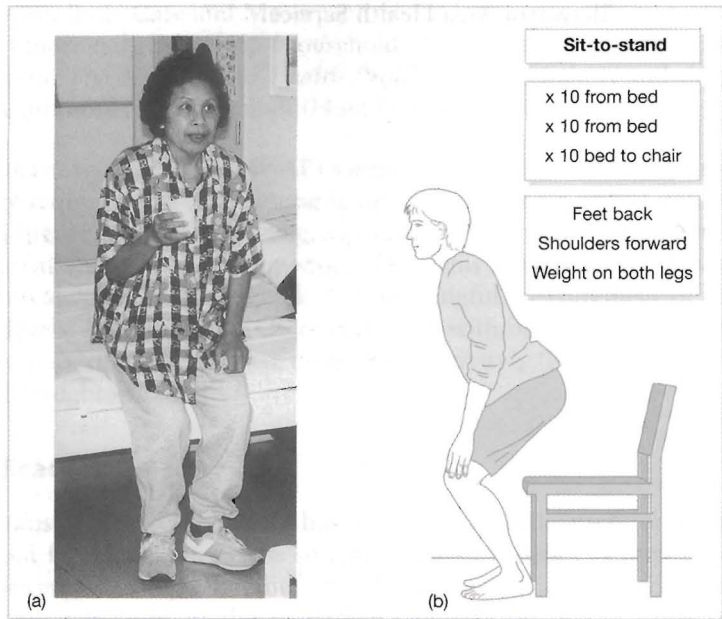 Sit-to-stand
x 10 from bed
x 10 from bed
x 10 bed to chair
Feet back
Shoulders forward
Weight on both legs
(a)
(b)